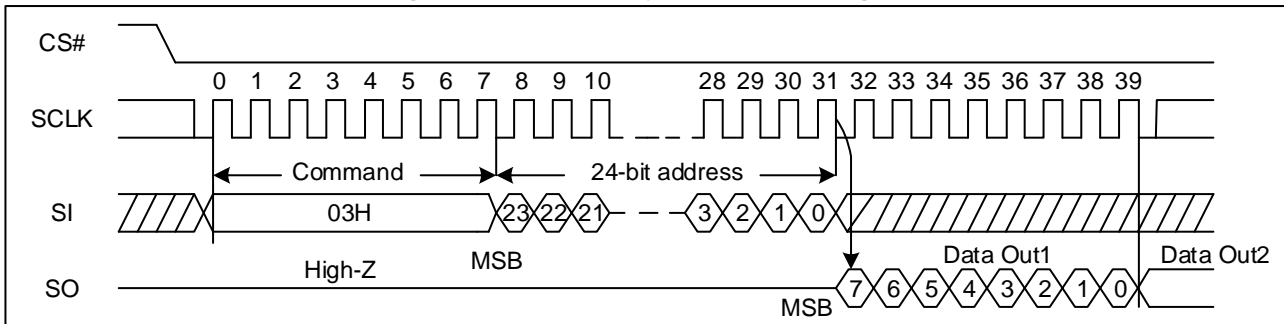 CS#
0 1 2 3 4 5 6 7 8 9 10 28 29 30 31 32 33 34 35 36 37 38 39
SCLK
Command 24-bit address
SI 03H 23 22 21 3 2 1 0
High-Z MSB Data Out1 Data Out2
SO 7 6 5 4 3 2 1 0
MSB